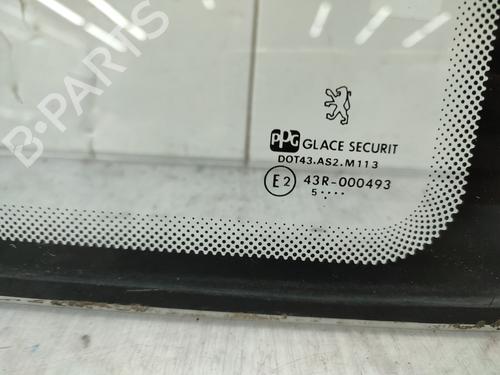 B-PARTS
PPG GLACE SECURIT
DOT43.AS2.M113
E2 43R-000493
5.....